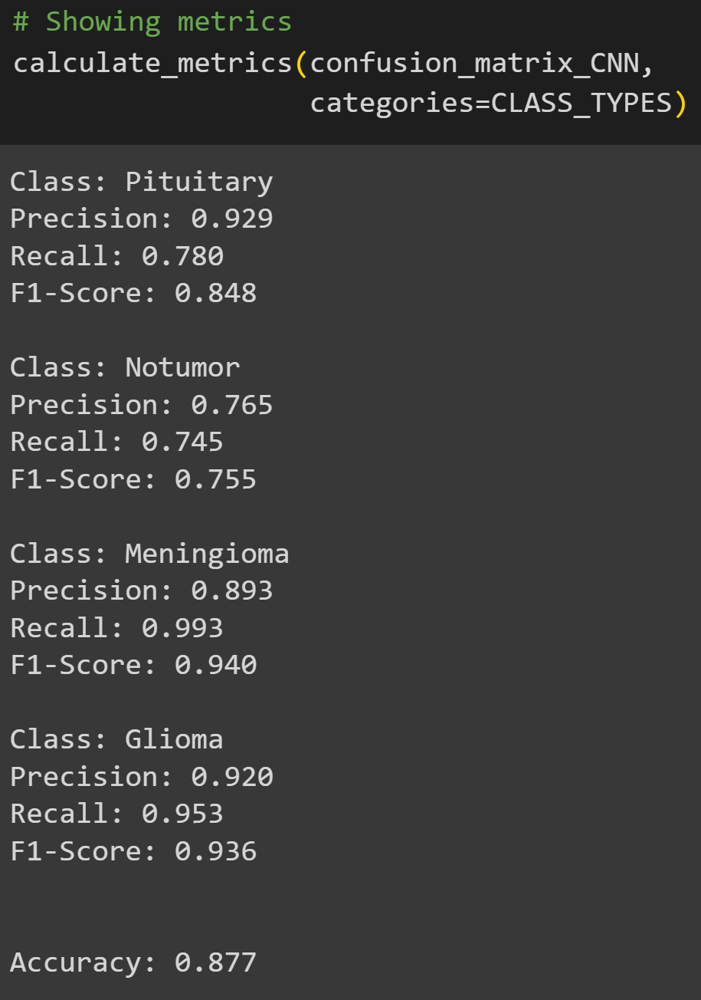 # Showing metrics
calculate_metrics(confusion_matrix_CNN,
categories=CLASS_TYPES)
Class: Pituitary
Precision: 0.929
Recall: 0.780
F1-Score: 0.848
Class: Notumor
Precision: 0.765
Recall: 0.745
F1-Score: 0.755
Class: Meningioma
Precision: 0.893
Recall: 0.993
F1-Score: 0.940
Class: Glioma
Precision: 0.920
Recall: 0.953
F1-Score: 0.936
Accuracy: 0.877